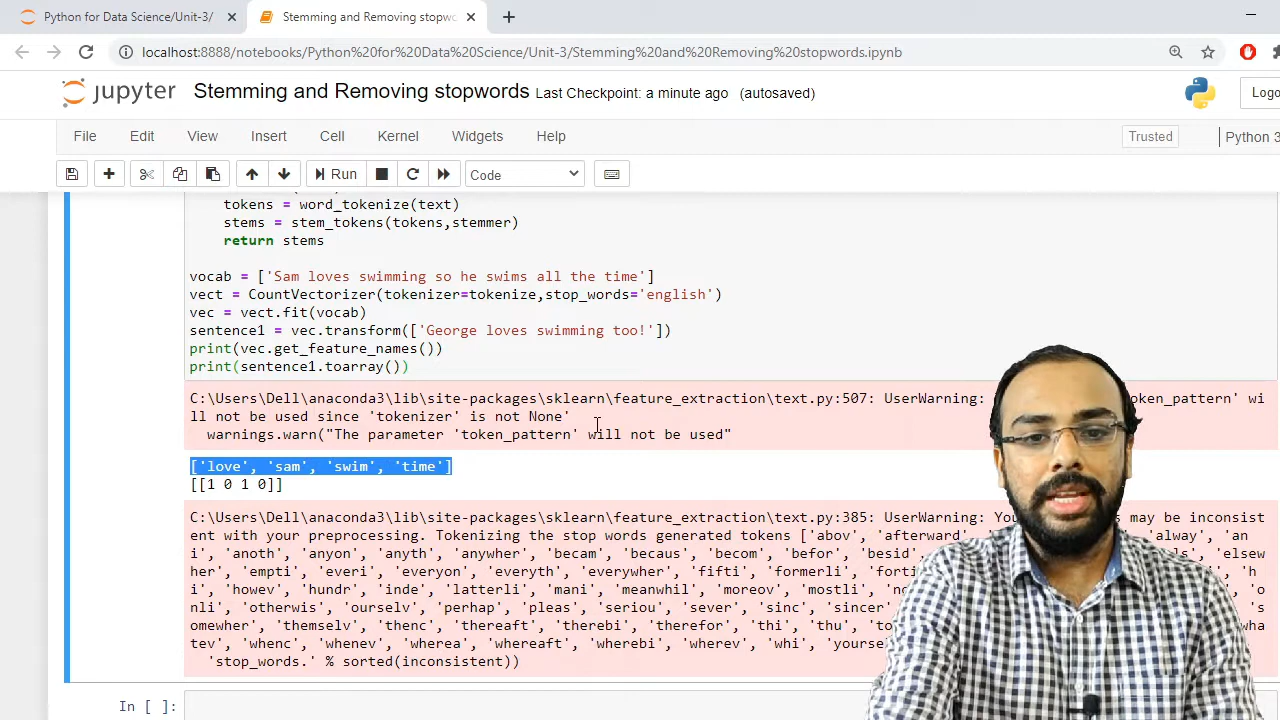 Python for Data Science/Unit-3/
Stemming and Removing stopwo
localhost:8888/notebooks/Python%20for%20Data%20Science/Unit-3/Stemming%20and%20Removing%20stopwords.ipynb
jupyter Stemming and Removing stopwords Last Checkpoint: a minute ago (autosaved)
Logo
File Edit View Insert Cell Kernel Widgets Help
Trusted
Python 3
Run
Code
tokens = word_tokenize(text)
stems = stem_tokens(tokens,stemmer)
return stems
vocab = ['Sam loves swimming so he swims all the time']
vect = CountVectorizer(tokenizer=tokenize,stop_words='english')
vec = vect.fit(vocab)
sentence1 = vec.transform(['George loves swimming too!'])
print(vec.get_feature_names())
print(sentence1.toarray())
C:\Users\Dell\anaconda3\lib\site-packages\sklearn\feature_extraction\text.py:507: UserWarning: token_pattern' wi
ll not be used since 'tokenizer' is not None'
warnings.warn("The parameter 'token_pattern' will not be used"
['love', 'sam', 'swim', 'time']
[[1 0 1 0]]
C:\Users\Dell\anaconda3\lib\site-packages\sklearn\feature_extraction\text.py:385: UserWarning: may be inconsist
ent with your preprocessing. Tokenizing the stop words generated tokens ['abov', 'afterward', 'alway', 'an
i', 'anoth', 'anyon', 'anyth', 'anywher', 'becam', 'becaus', 'becom', 'befor', 'besid', 'elsew
her', 'empti', 'everi', 'everyon', 'everyth', 'everywher', 'fifti', 'formerli', 'h
i', 'howev', 'hundr', 'inde', 'latterli', 'mani', 'meanwhil', 'moreov', 'mostli', 'o
nli', 'otherwis', 'ourselv', 'perhap', 'pleas', 'seriou', 'sever', 'sinc', 'sincer 's
omewher', 'themselv', 'thenc', 'thereaft', 'therebi', 'therefor', 'thi', 'thu', 'wha
tev', 'whenc', 'whenev', 'wherea', 'whereaft', 'wherebi', 'wherev', 'whi',
'stop_words.' % sorted(inconsistent))
In [ ]: